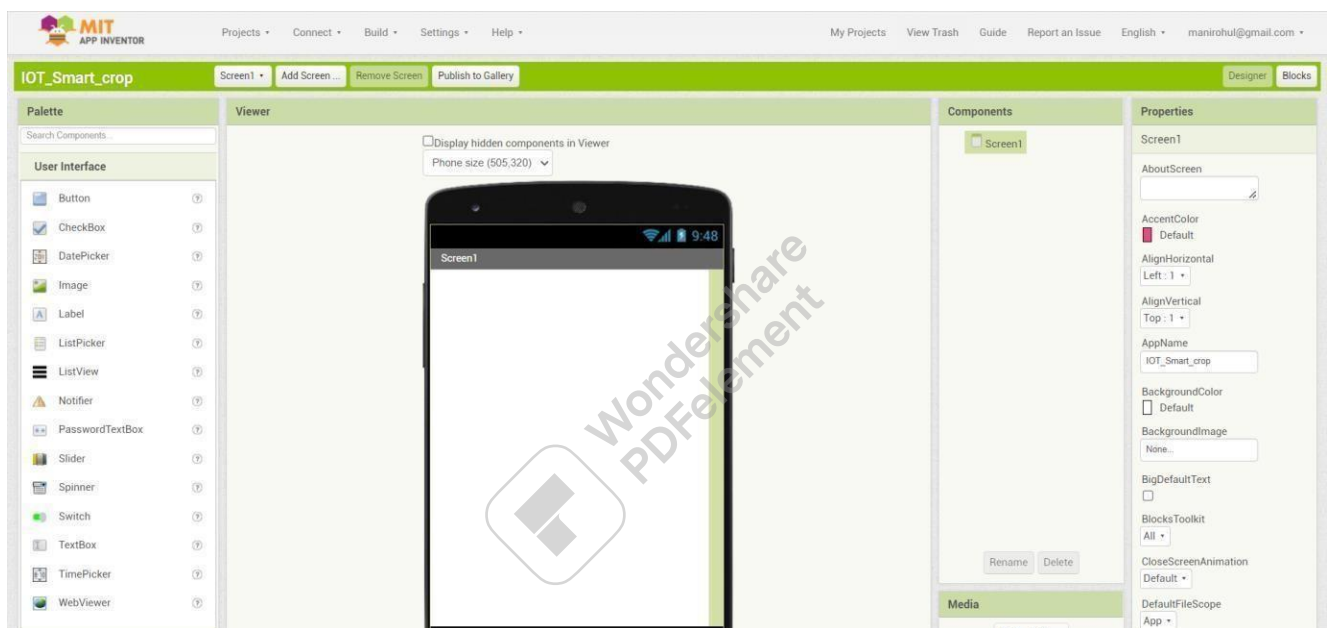 MIT
APP INVENTOR
Projects Connect Build Settings Help My Projects View Trash Guide Report an Issue English manirohul@gmail.com
IOT_Smart_crop Screen1 Add Screen ... Remove Screen Publish to Gallery Designer Blocks
Palette
Search Components...
User Interface
Button
CheckBox
DatePicker
Image
Label
ListPicker
ListView
Notifier
PasswordTextBox
Slider
Spinner
Switch
TextBox
TimePicker
WebViewer
Viewer
Display hidden components in Viewer
Phone size (505,320)
9:48
Screen1
Wondershare
PDFelement
Components
Screen1
Rename Delete
Media
Properties
Screen1
AboutScreen
AccentColor
Default
AlignHorizontal
Left : 1
AlignVertical
Top : 1
AppName
IOT_Smart_crop
BackgroundColor
Default
BackgroundImage
None...
BigDefaultText
BlocksToolkit
All
CloseScreenAnimation
Default
DefaultFileScope
App